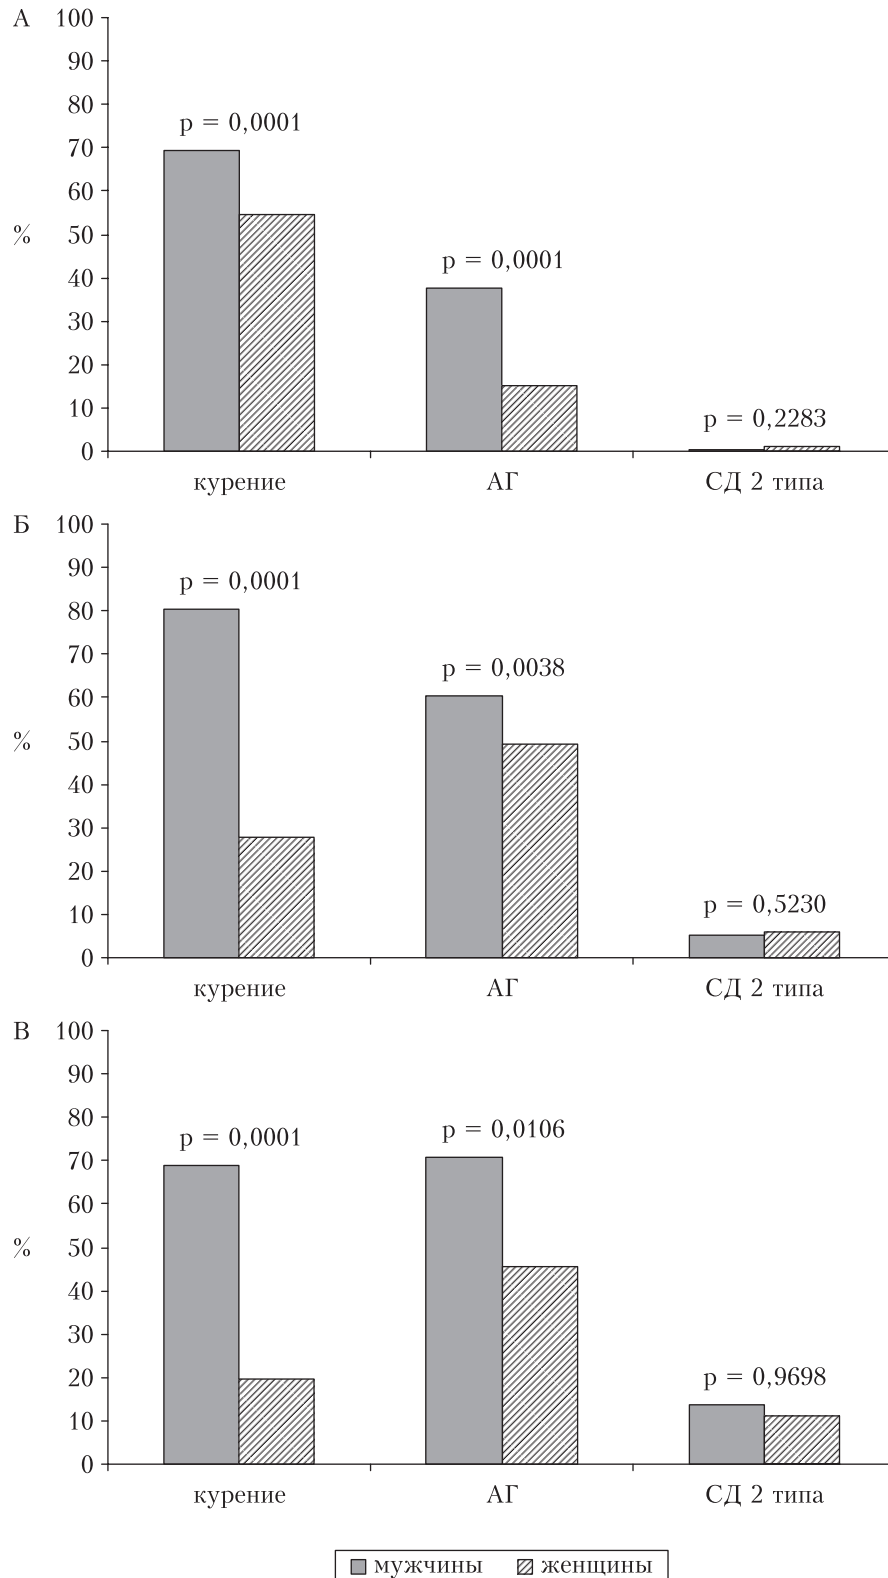 А
100
90
80
p = 0,0001
70
60
% 50
p = 0,0001
40
30
20
p = 0,2283
10
0
курение АГ СД 2 типа
Б 100
90
p = 0,0001
80
70
p = 0,0038
60
% 50
40
30
20
p = 0,5230
10
0
курение АГ СД 2 типа
В 100
90
80
p = 0,0001 p = 0,0106
70
60
% 50
40
30
20 p = 0,9698
10
0
курение АГ СД 2 типа
мужчины женщины